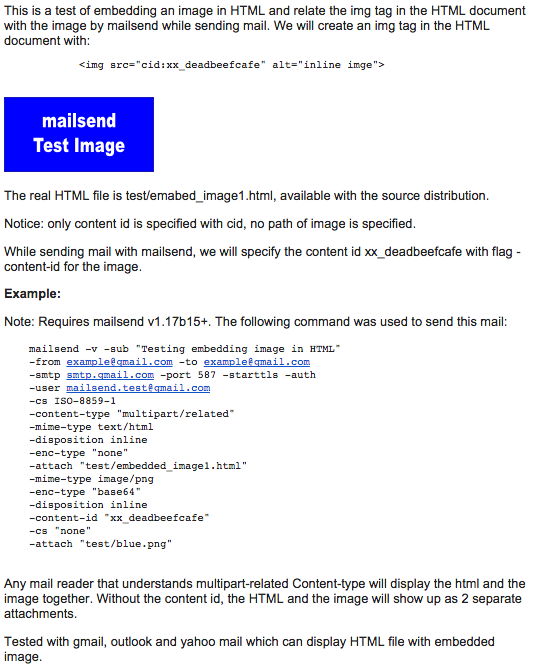 This is a test of embedding an image in HTML and relate the img tag in the HTML document
with the image by mailsend while sending mail. We will create an img tag in the HTML
document with:
<img src="cid:xx_deadbeefcafe" alt="inline imge">
mailsend
Test Image
The real HTML file is test/emabed_image1.html, available with the source distribution.
Notice: only content id is specified with cid, no path of image is specified.
While sending mail with mailsend, we will specify the content id xx_deadbeefcafe with flag -
content-id for the image.
Example:
Note: Requires mailsend v1.17b15+. The following command was used to send this mail:
mailsend -v -sub "Testing embedding image in HTML"
-from example@gmail.com -to example@gmail.com
-smtp smtp.gmail.com -port 587 -starttls -auth
-user mailsend.test@gmail.com
-cs ISO-8859-1
-content-type "multipart/related"
-mime-type text/html
-disposition inline
-enc-type "none"
-attach "test/embedded_image1.html"
-mime-type image/png
-enc-type "base64"
-disposition inline
-content-id "xx_deadbeefcafe"
-cs "none"
-attach "test/blue.png"
Any mail reader that understands multipart-related Content-type will display the html and the
image together. Without the content id, the HTML and the image will show up as 2 separate
attachments.
Tested with gmail, outlook and yahoo mail which can display HTML file with embedded
image.